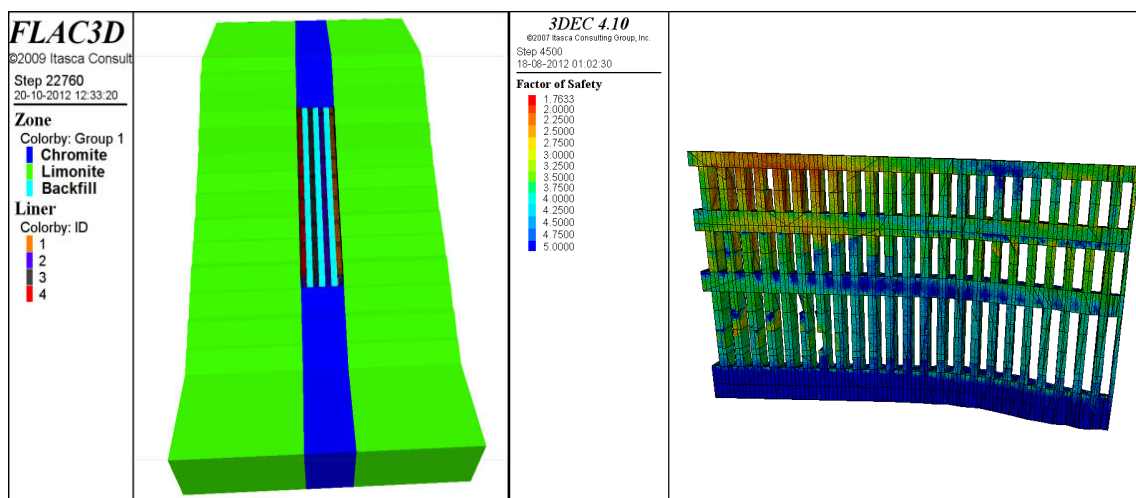 FLAC3D
©2009 Itasca Consult
Step 22760
20-10-2012 12:33:20
Zone
Colorby: Group 1
Chromite
Limonite
Backfill
Liner
Colorby: ID
1
2
3
4
3DEC 4.10
©2007 Itasca Consulting Group, Inc.
Step 4500
18-08-2012 01:02:30
Factor of Safety
1.7633
2.0000
2.2500
2.5000
2.7500
3.0000
3.2500
3.5000
3.7500
4.0000
4.2500
4.5000
4.7500
5.0000